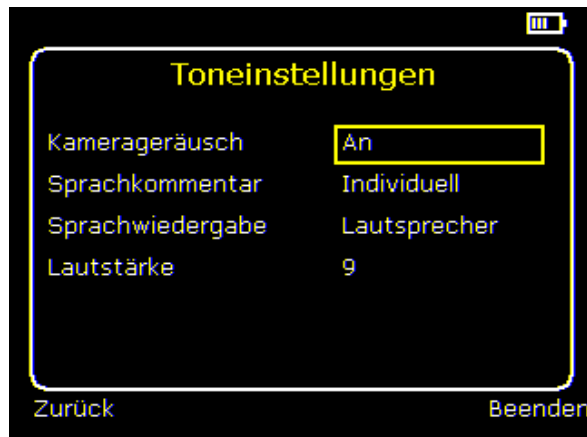 Toneinstellungen
Kamerageräusch An
Sprachkommentar Individuell
Sprachwiedergabe Lautsprecher
Lautstärke 9
Zurück Beenden